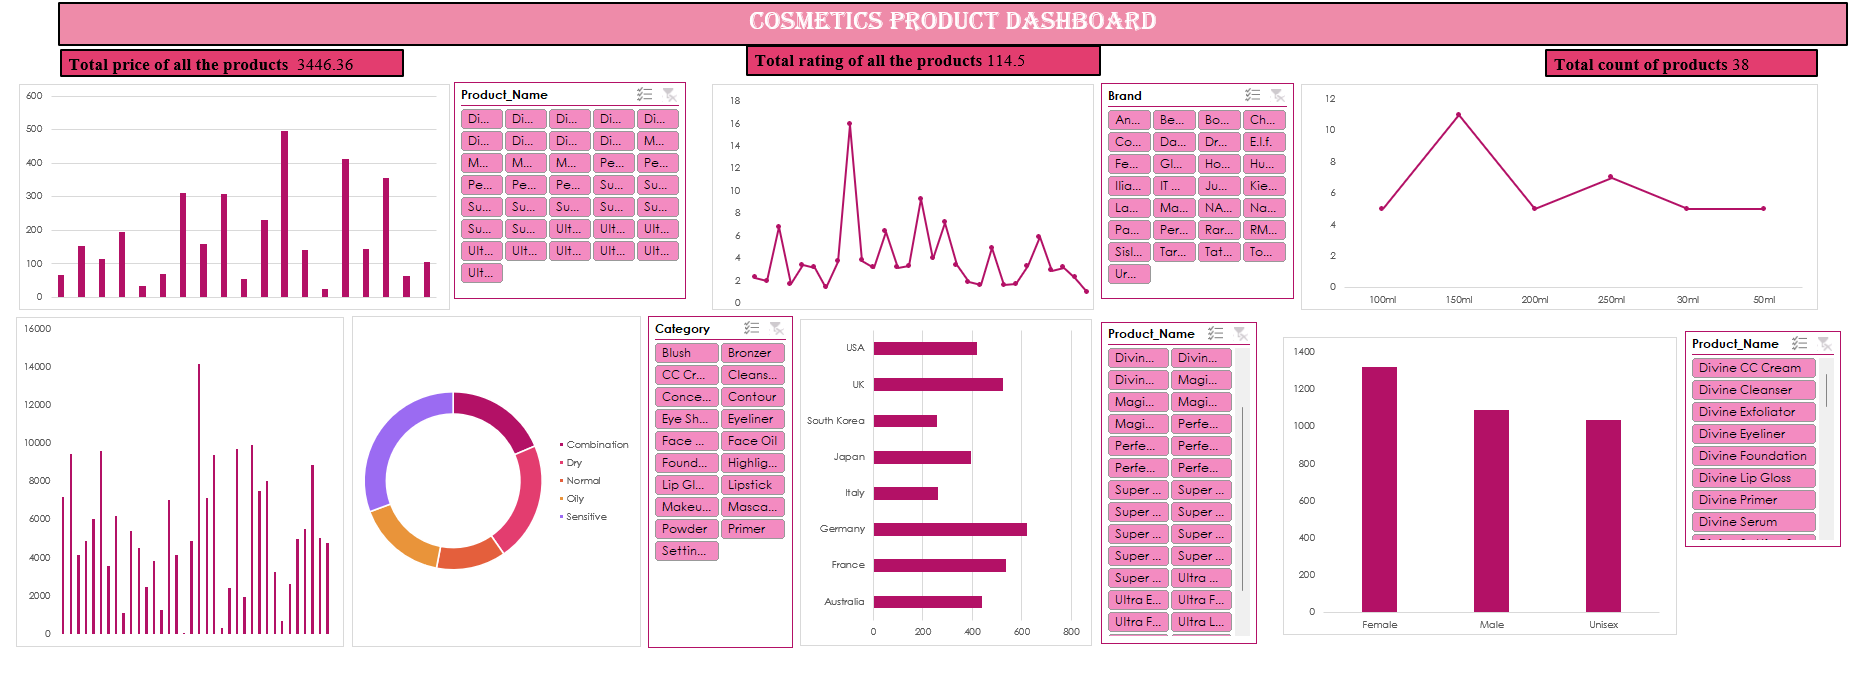 COSMETICS PRODUCT DASHBOARD
Total price of all the products 3446.36
Total rating of all the products 114.5
Total count of products 38
600
500
400
300
200
100
0
Product_Name
Di... Di... Di... Di... Di...
Di... Di... Di... Di... M...
M... M... M... Pe... Pe...
Pe... Pe... Pe... Su... Su...
Su... Su... Su... Su... Su...
Su... Su... Ult... Ult... Ult...
Ult... Ult... Ult... Ult... Ult...
Ult...
18
16
14
12
10
8
6
4
2
0
Brand
An... Be... Bo... Ch...
Co... Da... Dr... E.l.f.
Fe... Gl... Ho... Hu...
Ilia... IT ... Ju... Kie...
La... Ma... NA... Na...
Pa... Per... Rar... RM...
Sisl... Tar... Tat... To...
Ur...
12
10
8
6
4
2
0
100ml 150ml 200ml 250ml 30ml 50ml
16000
14000
12000
10000
8000
6000
4000
2000
0
Combination
Dry
Normal
Oily
Sensitive
Category
Blush Bronzer
CC Cr... Cleans...
Conce... Contour
Eye Sh... Eyeliner
Face ... Face Oil
Found... Highlig...
Lip Gl... Lipstick
Makeu... Masca...
Powder Primer
Settin...
USA
UK
South Korea
Japan
Italy
Germany
France
Australia
0 200 400 600 800
Product_Name
Divin... Divin...
Divin... Magi...
Magi... Magi...
Magi... Perfe...
Perfe... Perfe...
Perfe... Perfe...
Super ... Super ...
Super ... Super ...
Super ... Super ...
Super ... Super ...
Super ... Ultra ...
Ultra E... Ultra F...
Ultra F... Ultra L...
1400
1200
1000
800
600
400
200
0
Female Male Unisex
Product_Name
Divine CC Cream
Divine Cleanser
Divine Exfoliator
Divine Eyeliner
Divine Foundation
Divine Lip Gloss
Divine Primer
Divine Serum